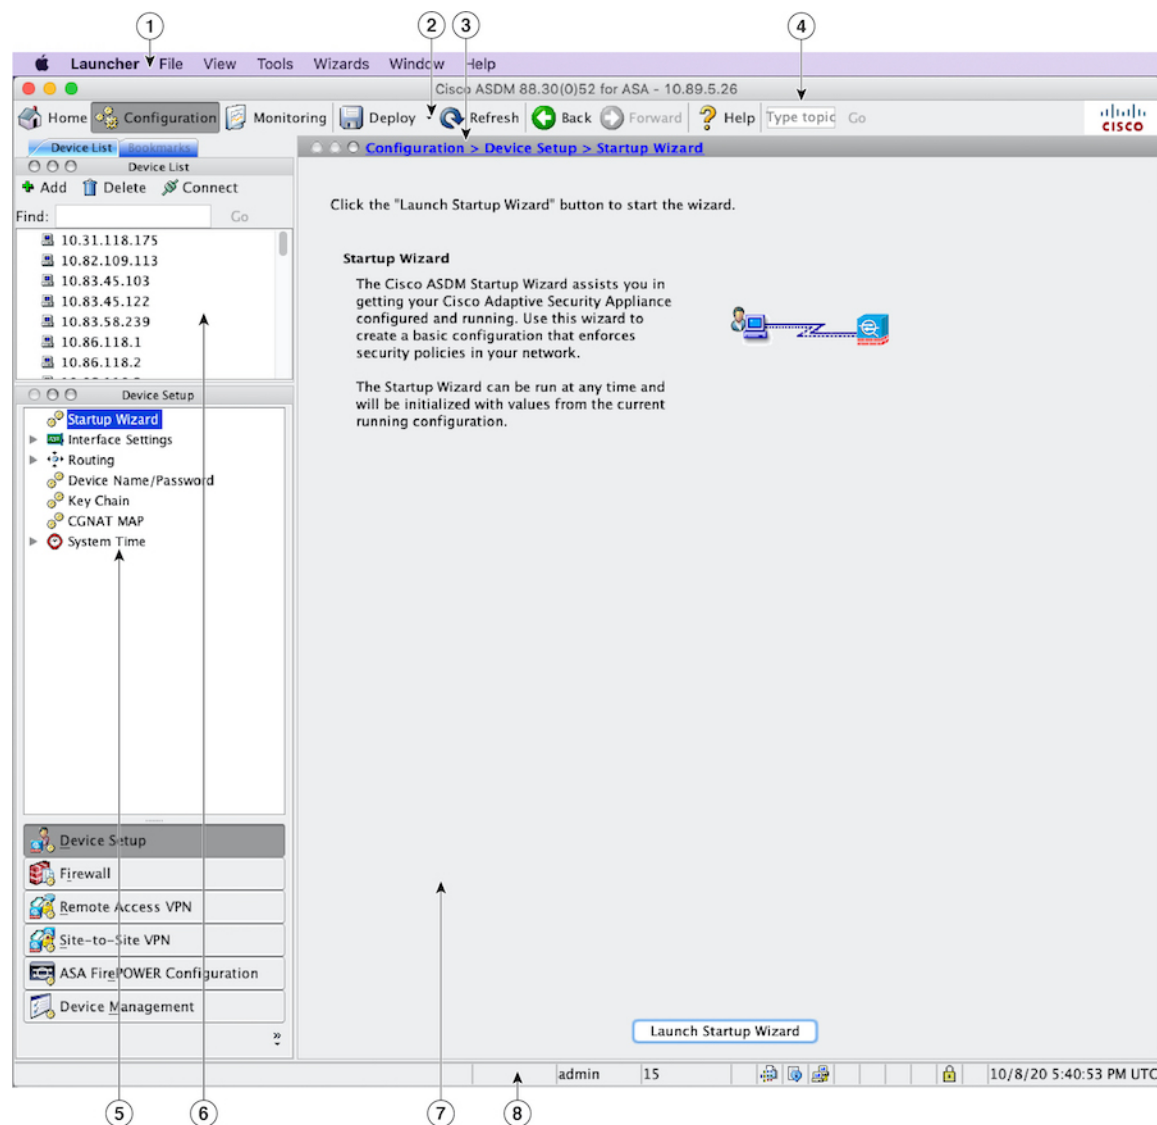 1 2 3 4
Launcher File View Tools Wizards Window Help
Cisco ASDM 88.30(0)52 for ASA - 10.89.5.26
Home Configuration Monitoring Deploy Refresh Back Forward Help Type topic Go
CISCO
Device List Bookmarks
Configuration > Device Setup > Startup Wizard
Device List
Add Delete Connect
Find: Go
10.31.118.175
10.82.109.113
10.83.45.103
10.83.45.122
10.83.58.239
10.86.118.1
10.86.118.2
Click the "Launch Startup Wizard" button to start the wizard.
Startup Wizard
The Cisco ASDM Startup Wizard assists you in
getting your Cisco Adaptive Security Appliance
configured and running. Use this wizard to
create a basic configuration that enforces
security policies in your network.
The Startup Wizard can be run at any time and
will be initialized with values from the current
running configuration.
Device Setup
Startup Wizard
Interface Settings
Routing
Device Name/Password
Key Chain
CGNAT MAP
System Time
Device Setup
Firewall
Remote Access VPN
Site-to-Site VPN
ASA FirePOWER Configuration
Device Management
Launch Startup Wizard
admin 15 10/8/20 5:40:53 PM UTC
5 6 7 8